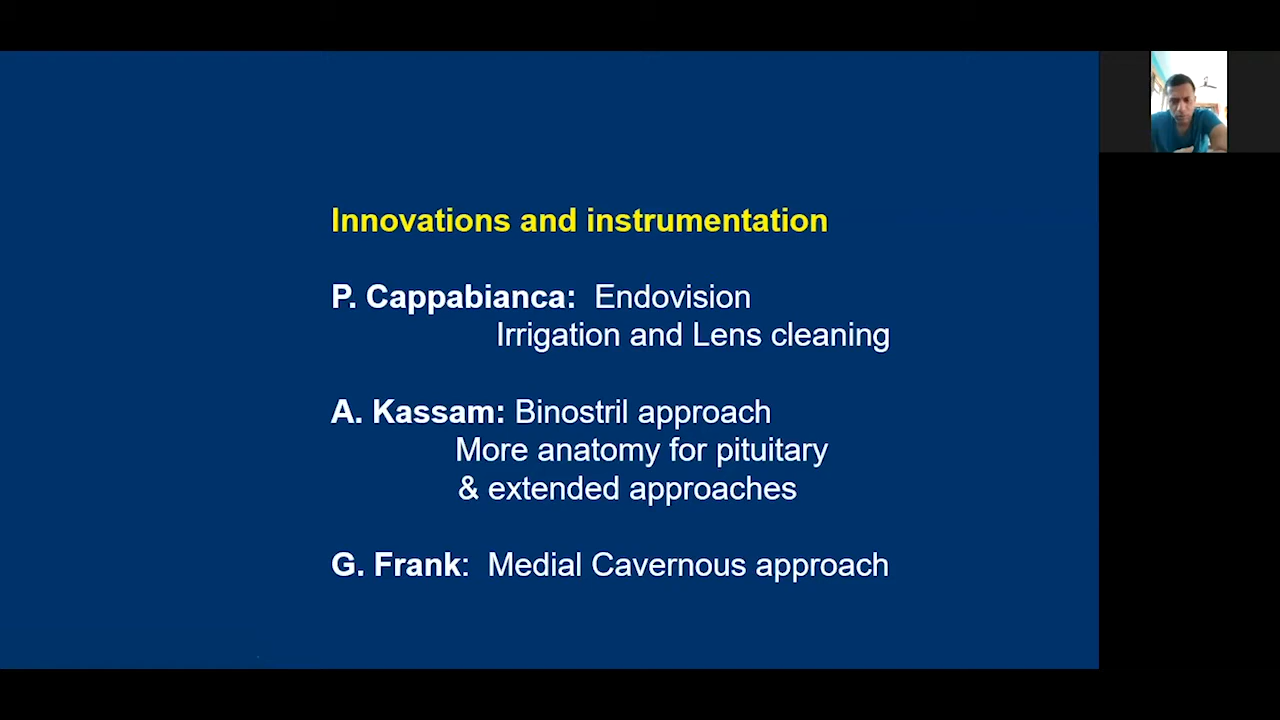 Innovations and instrumentation
P. Cappabianca: Endovision
Irrigation and Lens cleaning
A. Kassam: Binostril approach
More anatomy for pituitary
& extended approaches
G. Frank: Medial Cavernous approach